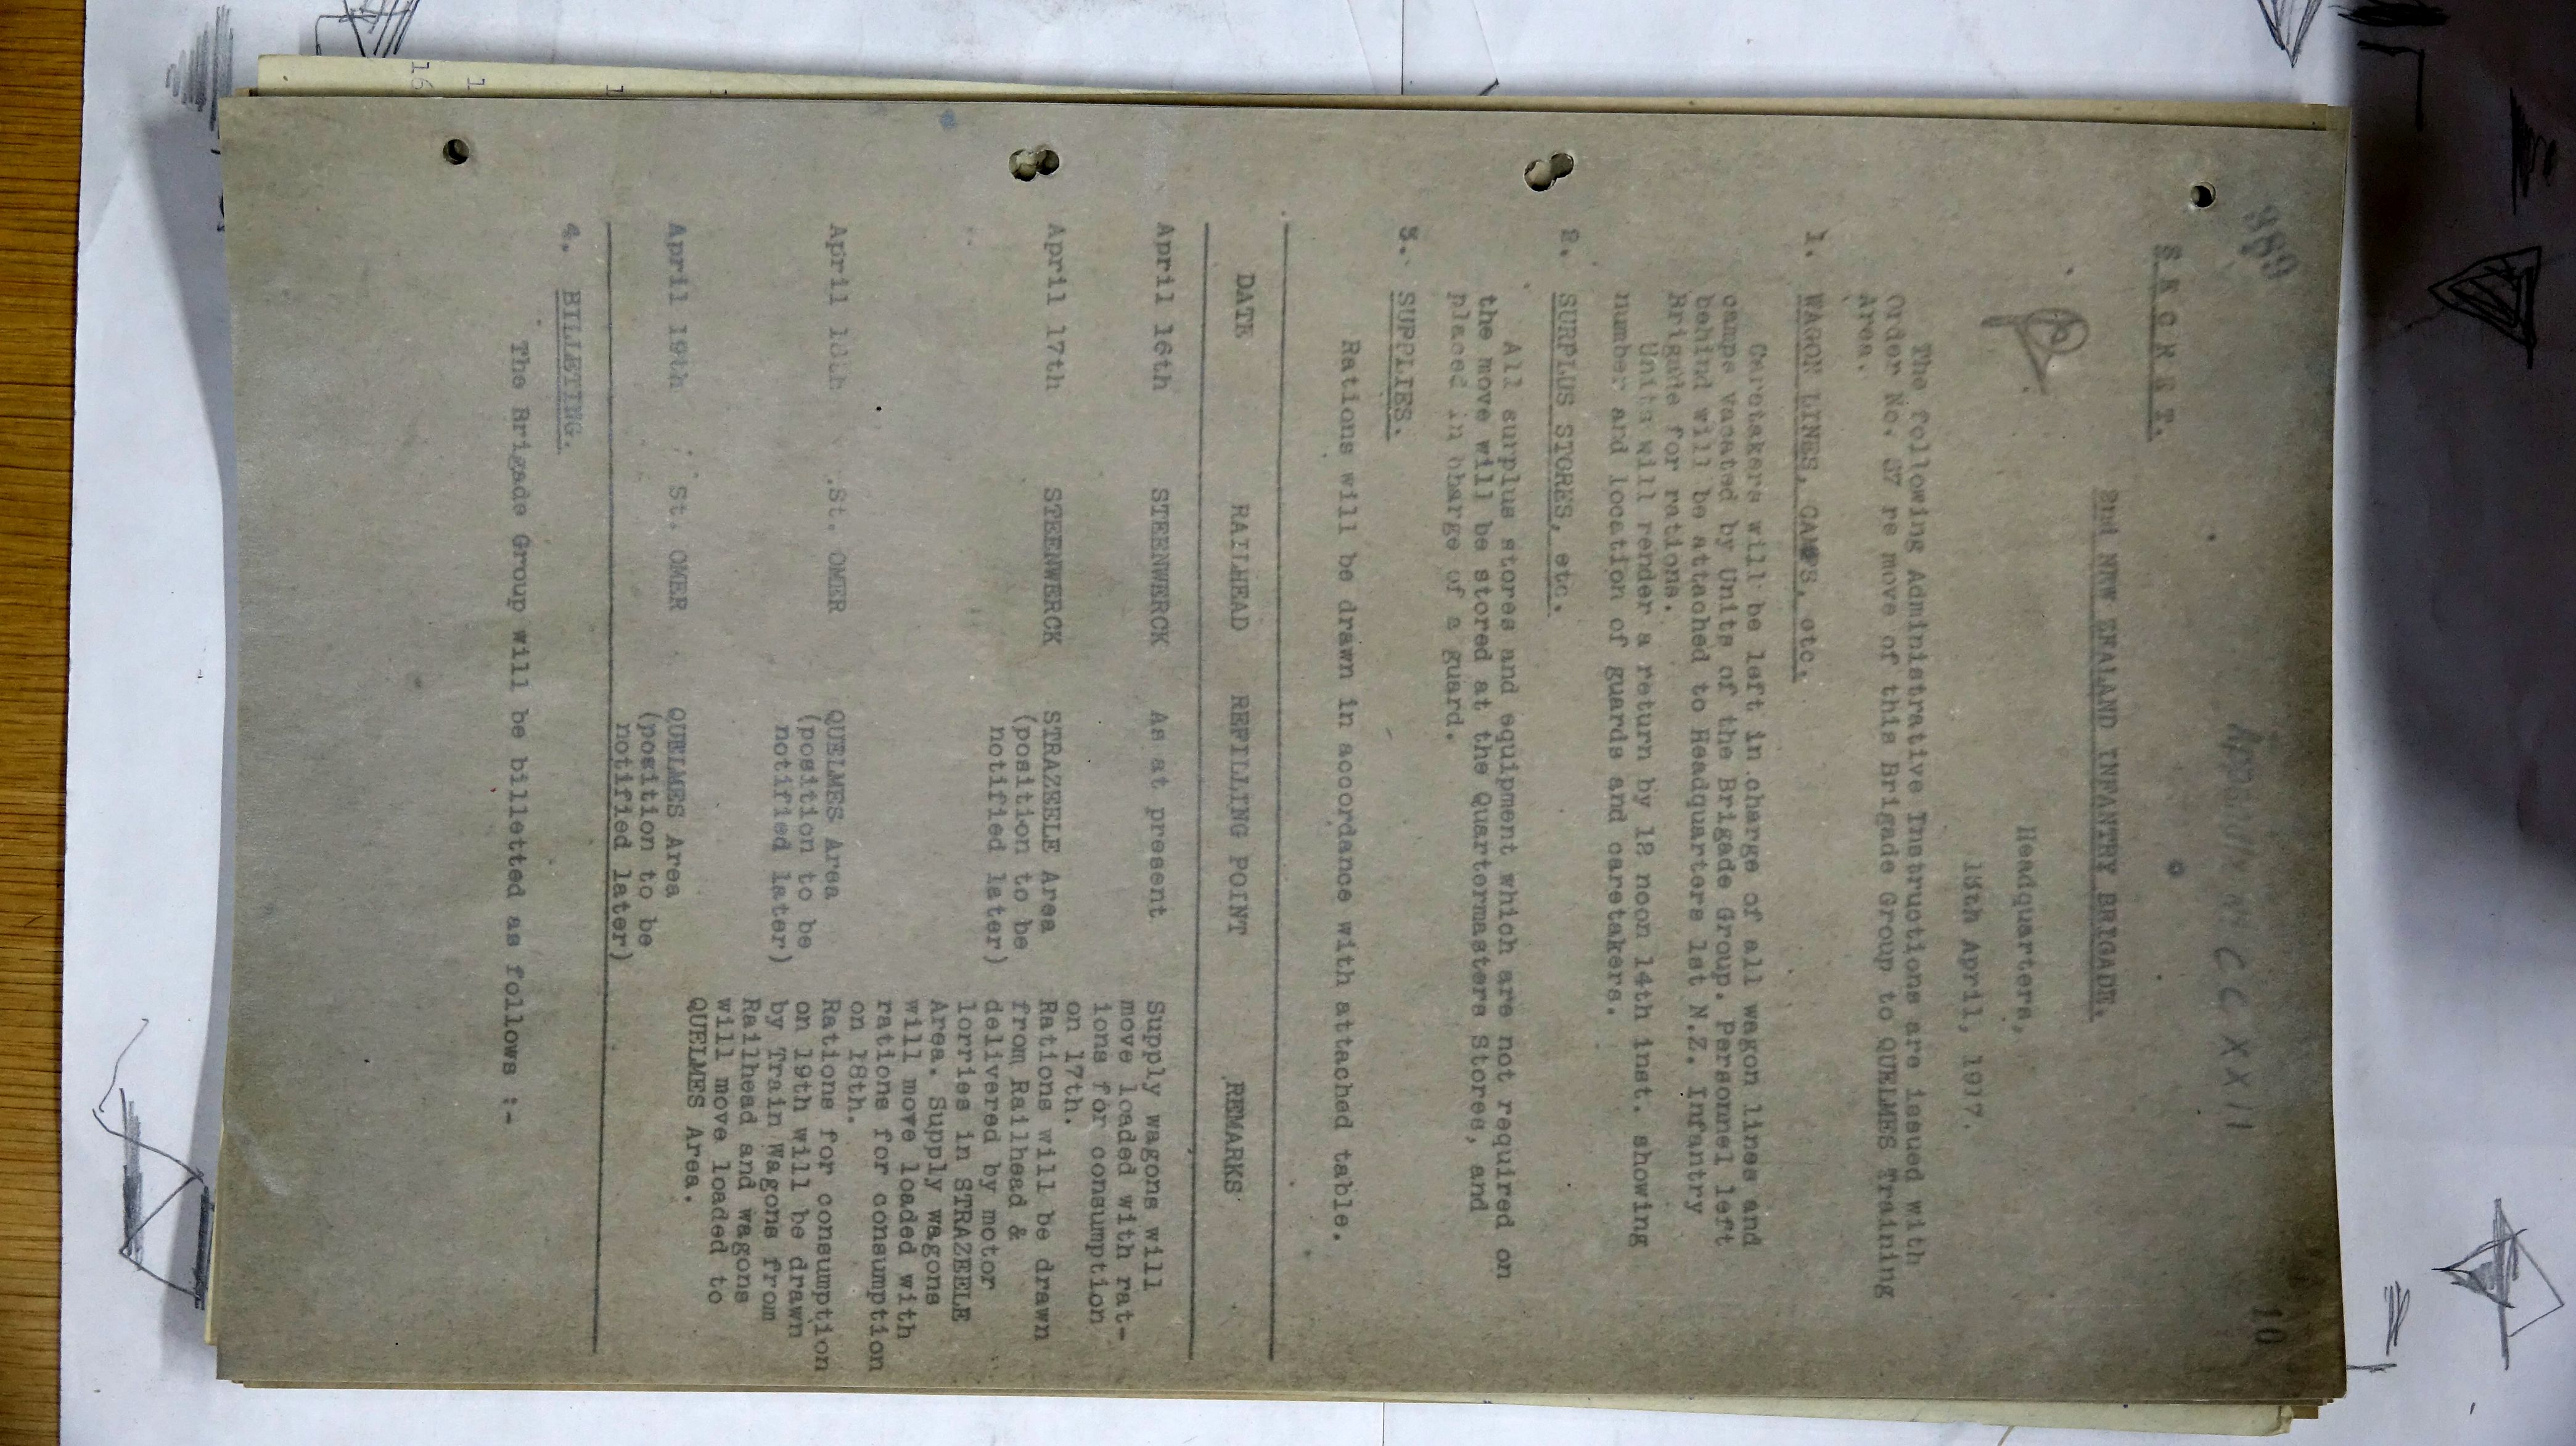 989
Appendix No CCXXII
10
SECRET.
2nd NEW ZEALAND INFANTRY BRIGADE.
Headquarters,
13th April, 1917.
The following Administrative Instructions are issued with
Order No. 37 re move of this Brigade Group to QUELMES Training
Area.
1. WAGON LINES, CAMPS, etc.
Caretakers will be left in charge of all wagon lines and
camps vacated by Units of the Brigade Group. Personnel left
behind will be attached to Headquarters 1st N.Z. Infantry
Brigade for rations.
Units will render a return by 12 noon 14th inst. showing
number and location of guards and caretakers.
2. SURPLUS STORES, etc.
All surplus stores and equipment which are not required on
the move will be stored at the Quartermasters Stores, and
placed in charge of a guard.
3. SUPPLIES.
Rations will be drawn in accordance with attached table.
DATE RAILHEAD REFILLING POINT REMARKS
April 16th STEENWERCK As at present Supply wagons will
move loaded with rat-
ions for consumption
on 17th.
April 17th STEENWERCK STRAZEELE Area Rations will be drawn
(position to be from Railhead &
notified later) delivered by motor
lorries in STRAZEELE
Area. Supply wagons
will move loaded with
rations for consumption
on 18th.
April 18th St. OMER QUELMES Area Rations for consumption
(position to be on 19th will be drawn
notified later) by Train Wagons from
Railhead and wagons
will move loaded to
QUELMES Area.
April 19th St. OMER QUELMES Area
(position to be
notified later)
4. BILLETING.
The Brigade Group will be billetted as follows :-